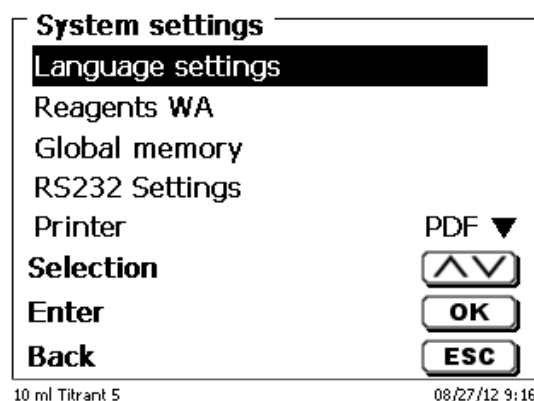 System settings
Language settings
Reagents WA
Global memory
RS232 Settings
Printer PDF ▼
Selection
Enter OK
Back ESC
10 ml Titrant 5 08/27/12 9:16